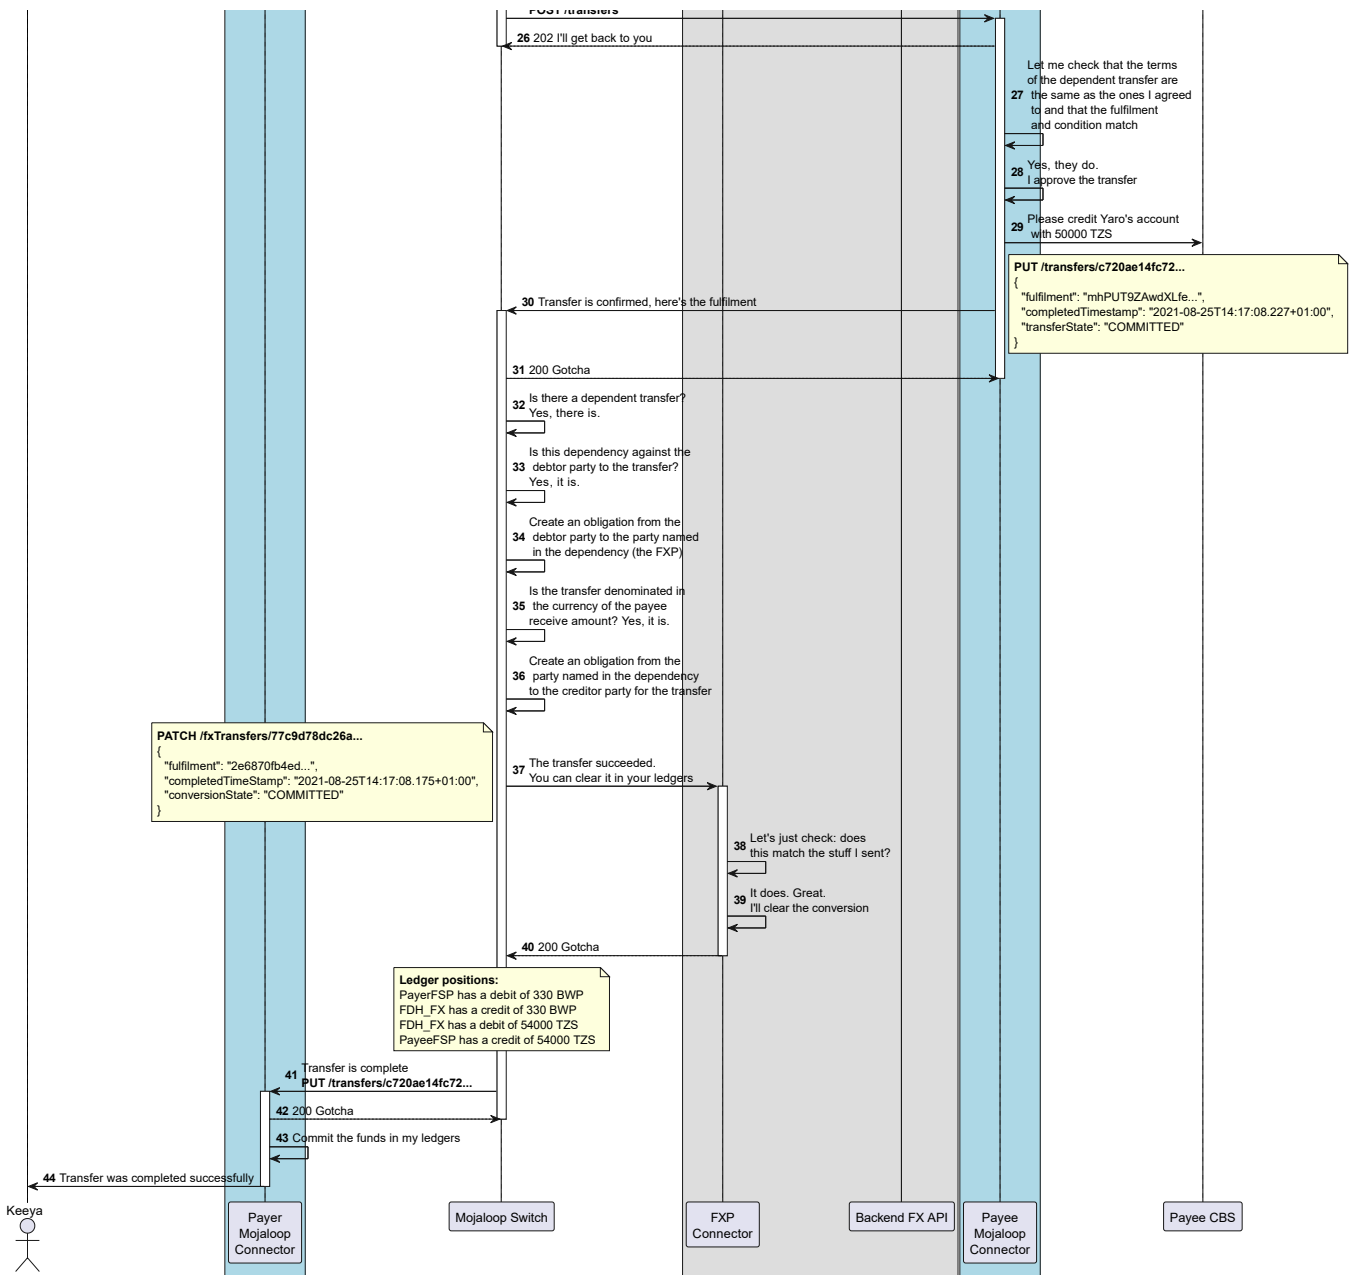 POST /transfers
26 202 I'll get back to you
Let me check that the terms
of the dependent transfer are
27 the same as the ones I agreed
to and that the fulfilment
and condition match
28 Yes, they do.
I approve the transfer
29 Please credit Yaro's account
with 50000 TZS
PUT /transfers/c720ae14fc72...
{
"fulfilment": "mhPUT9ZAwdXLfe...",
"completedTimestamp": "2021-08-25T14:17:08.227+01:00",
"transferState": "COMMITTED"
}
30 Transfer is confirmed, here's the fulfilment
31 200 Gotcha
32 Is there a dependent transfer?
Yes, there is.
Is this dependency against the
33 debtor party to the transfer?
Yes, it is.
Create an obligation from the
34 debtor party to the party named
in the dependency (the FXP)
Is the transfer denominated in
35 the currency of the payee
receive amount? Yes, it is.
Create an obligation from the
36 party named in the dependency
to the creditor party for the transfer
PATCH /fxTransfers/77c9d78dc26a...
{
"fulfilment": "2e6870fb4ed...",
"completedTimeStamp": "2021-08-25T14:17:08.175+01:00",
"conversionState": "COMMITTED"
}
37 The transfer succeeded.
You can clear it in your ledgers
38 Let's just check: does
this match the stuff I sent?
39 It does. Great.
I'll clear the conversion
40 200 Gotcha
Ledger positions:
PayerFSP has a debit of 330 BWP
FDH_FX has a credit of 330 BWP
FDH_FX has a debit of 54000 TZS
PayeeFSP has a credit of 54000 TZS
41 Transfer is complete
PUT /transfers/c720ae14fc72...
42 200 Gotcha
43 Commit the funds in my ledgers
44 Transfer was completed successfully
Keeya
Payer
Mojaloop
Connector
Mojaloop Switch
FXP
Connector
Backend FX API
Payee
Mojaloop
Connector
Payee CBS